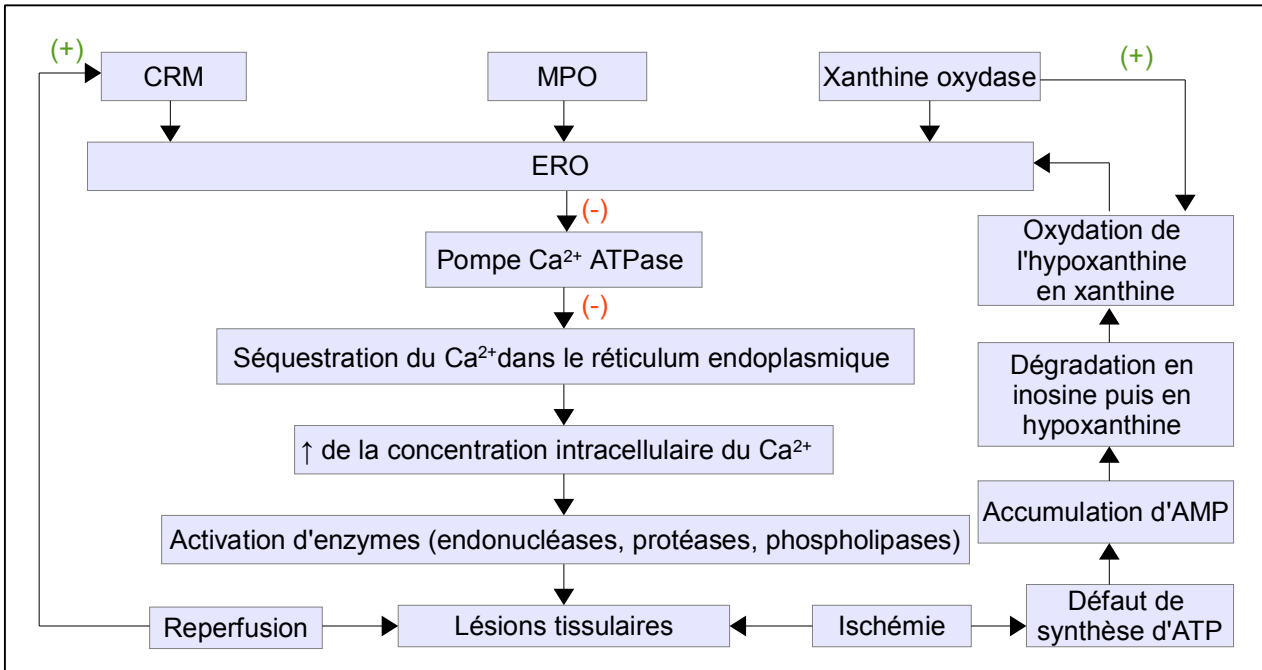 (+)
(+)
CRM
MPO
Xanthine oxydase
ERO
(-)
Pompe Ca²⁺ ATPase
(-)
Séquestration du Ca²⁺dans le réticulum endoplasmique
↑ de la concentration intracellulaire du Ca²⁺
Activation d'enzymes (endonucléases, protéases, phospholipases)
Reperfusion
Lésions tissulaires
Ischémie
Oxydation de
l'hypoxanthine
en xanthine
Dégradation en
inosine puis en
hypoxanthine
Accumulation d'AMP
Défaut de
synthèse d'ATP